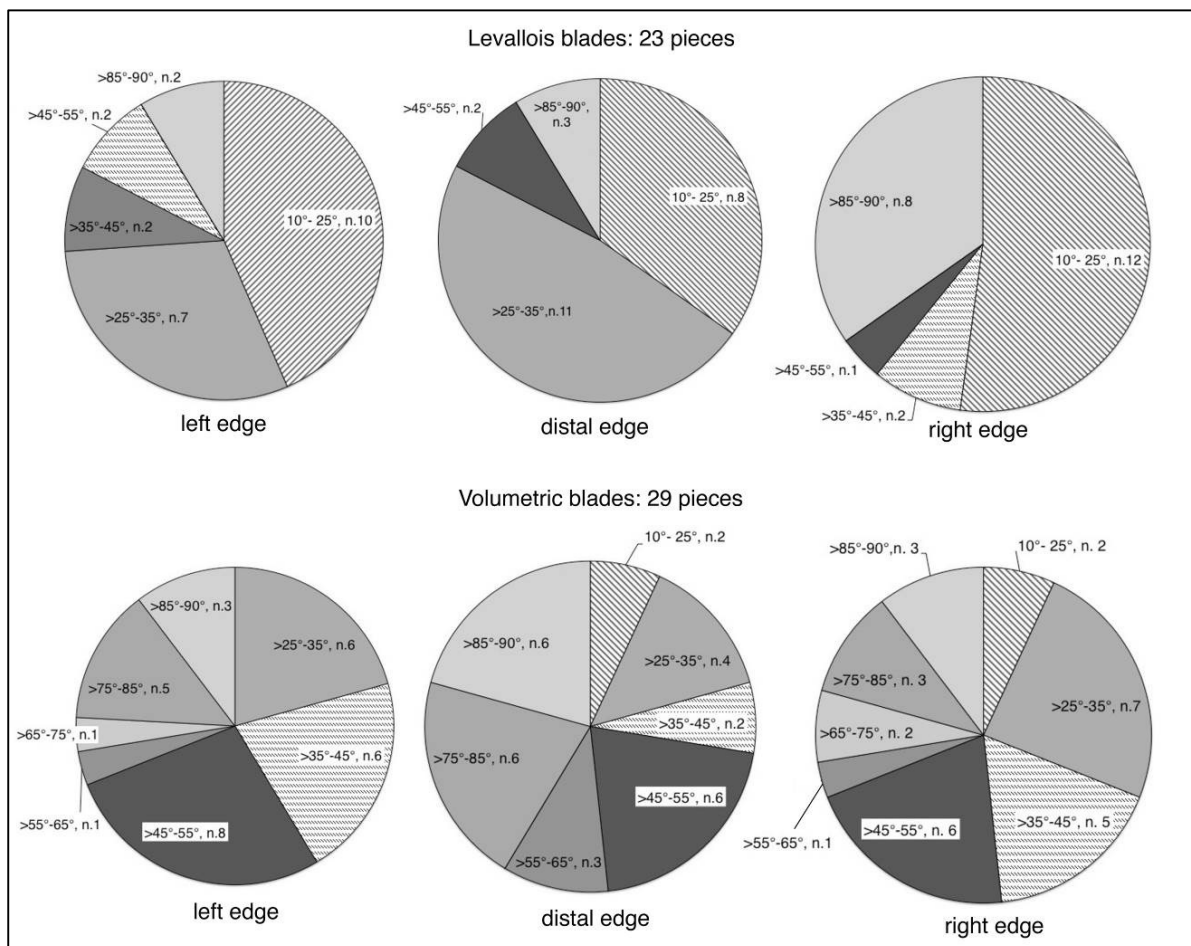 Levallois blades: 23 pieces
>85°-90°, n.2
>45°-55°, n.2
>35°-45°, n.2
10°- 25°, n.10
>25°-35°, n.7
left edge
>45°-55°, n.2
>85°-90°,
n.3
10°- 25°, n.8
>25°-35°,n.11
distal edge
>85°-90°, n.8
10°- 25°, n.12
>45°-55°, n.1
>35°-45°, n.2
right edge
Volumetric blades: 29 pieces
>85°-90°, n.3
>25°-35°, n.6
>75°-85°, n.5
>65°-75°, n.1
>35°-45°, n.6
>55°-65°, n.1
>45°-55°, n.8
left edge
10°- 25°, n.2
>85°-90°, n.6
>25°-35°, n.4
>35°-45°, n.2
>75°-85°, n.6
>45°-55°, n.6
>55°-65°, n.3
distal edge
>85°-90°,n. 3
10°- 25°, n. 2
>75°-85°, n. 3
>25°-35°, n.7
>65°-75°, n. 2
>35°-45°, n. 5
>45°-55°, n. 6
>55°-65°, n.1
right edge